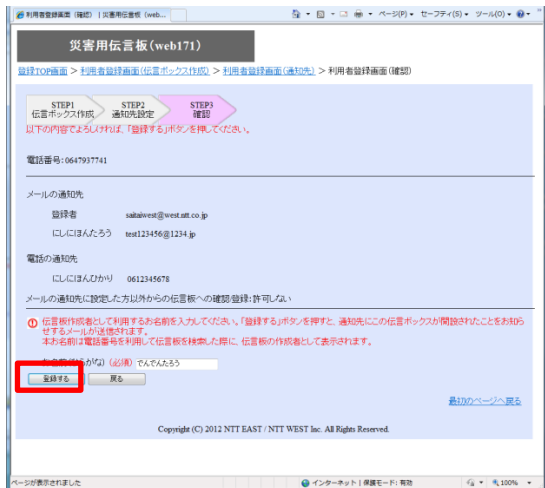 利用者登録画面（確認）｜災害用伝言板（web...
ページ(P)
セーフティ(S)
ツール(O)
災害用伝言板(web171)
登録TOP画面 > 利用者登録画面(伝言ボックス作成) > 利用者登録画面(通知先) > 利用者登録画面(確認)
STEP1 STEP2 STEP3
伝言ボックス作成 通知先設定 確認
以下の内容でよろしければ、「登録する」ボタンを押してください。
電話番号:0647937741
メールの通知先
登録者 saitaiwest@west.ntt.co.jp
にしにほんたろう test123456@1234.jp
電話の通知先
にしにほんひかり 0612345678
メールの通知先に設定した方以外からの伝言板への確認/登録:許可しない
伝言板作成者として利用するお名前を入力してください。「登録する」ボタンを押すと、通知先にこの伝言ボックスが開設されたことをお知ら
せするメールが送信されます。
本お名前は電話番号を利用して伝言板を検索した際に、伝言板の作成者として表示されます。
(必須) でんでんたろう
登録する 戻る
最初のページへ戻る
Copyright (C) 2012 NTT EAST / NTT WEST Inc. All Rights Reserved.
ページが表示されました
インターネット | 保護モード: 有効
100%